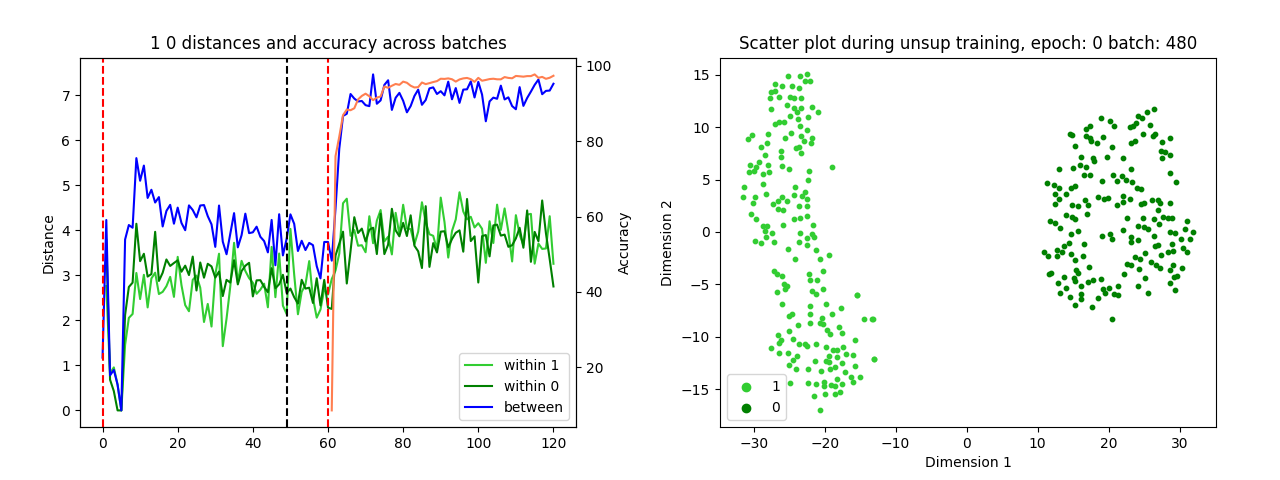 1 0 distances and accuracy across batches
Distance
7
6
5
4
3
2
1
0
0 20 40 60 80 100 120
100
80
60
40
20
Accuracy
within 1
within 0
between
Scatter plot during unsup training, epoch: 0 batch: 480
Dimension 2
15
10
5
0
−5
−10
−15
−30 −20 −10 0 10 20 30
Dimension 1
1
0